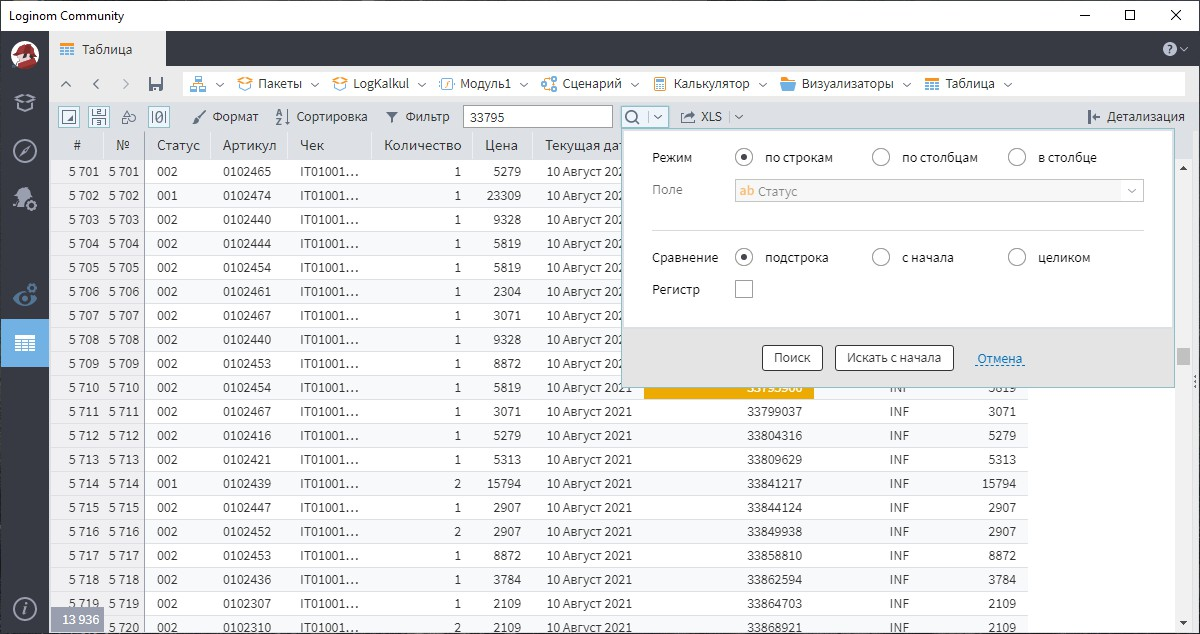 Loginom Community
Таблица
Пакеты LogKalkul Модуль1 Сценарий Калькулятор Визуализаторы Таблица
Формат Сортировка Фильтр 33795 XLS Детализация
# № Статус Артикул Чек Количество Цена Текущая дат
Режим по строкам по столбцам в столбце
Поле ab Статус
Сравнение подстрока с начала целиком
Регистр
Поиск Искать с начала Отмена
5 701 5 701 002 0102465 IT01001... 1 5279 10 Август 202
5 702 5 702 001 0102474 IT01001... 1 23309 10 Август 202
5 703 5 703 002 0102440 IT01001... 1 9328 10 Август 202
5 704 5 704 002 0102444 IT01001... 1 5819 10 Август 202
5 705 5 705 002 0102454 IT01001... 1 5819 10 Август 202
5 706 5 706 002 0102461 IT01001... 1 2304 10 Август 202
5 707 5 707 002 0102467 IT01001... 1 3071 10 Август 202
5 708 5 708 002 0102440 IT01001... 1 9328 10 Август 202
5 709 5 709 002 0102453 IT01001... 1 8872 10 Август 202
5 710 5 710 002 0102454 IT01001... 1 5819 10 Август 2021 33795966 INF 5819
5 711 5 711 002 0102467 IT01001... 1 3071 10 Август 2021 33799037 INF 3071
5 712 5 712 002 0102416 IT01001... 1 5279 10 Август 2021 33804316 INF 5279
5 713 5 713 002 0102421 IT01001... 1 5313 10 Август 2021 33809629 INF 5313
5 714 5 714 001 0102439 IT01001... 2 15794 10 Август 2021 33841217 INF 15794
5 715 5 715 002 0102447 IT01001... 1 2907 10 Август 2021 33844124 INF 2907
5 716 5 716 002 0102452 IT01001... 2 2907 10 Август 2021 33849938 INF 2907
5 717 5 717 002 0102453 IT01001... 1 8872 10 Август 2021 33858810 INF 8872
5 718 5 718 002 0102436 IT01001... 1 3784 10 Август 2021 33862594 INF 3784
5 719 5 719 002 0102307 IT01001... 1 2109 10 Август 2021 33864703 INF 2109
13 936 5 720 002 0102310 IT01001... 2 2109 10 Август 2021 33868921 INF 2109